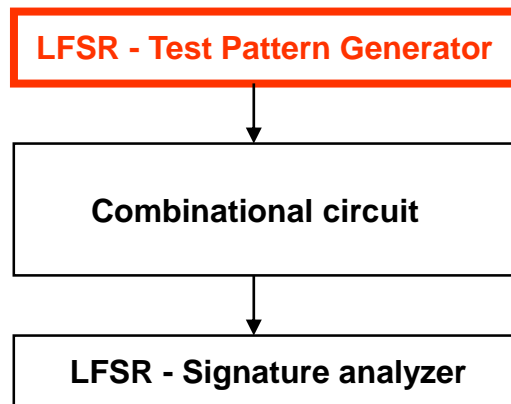 LFSR - Test Pattern Generator
Combinational circuit
LFSR - Signature analyzer